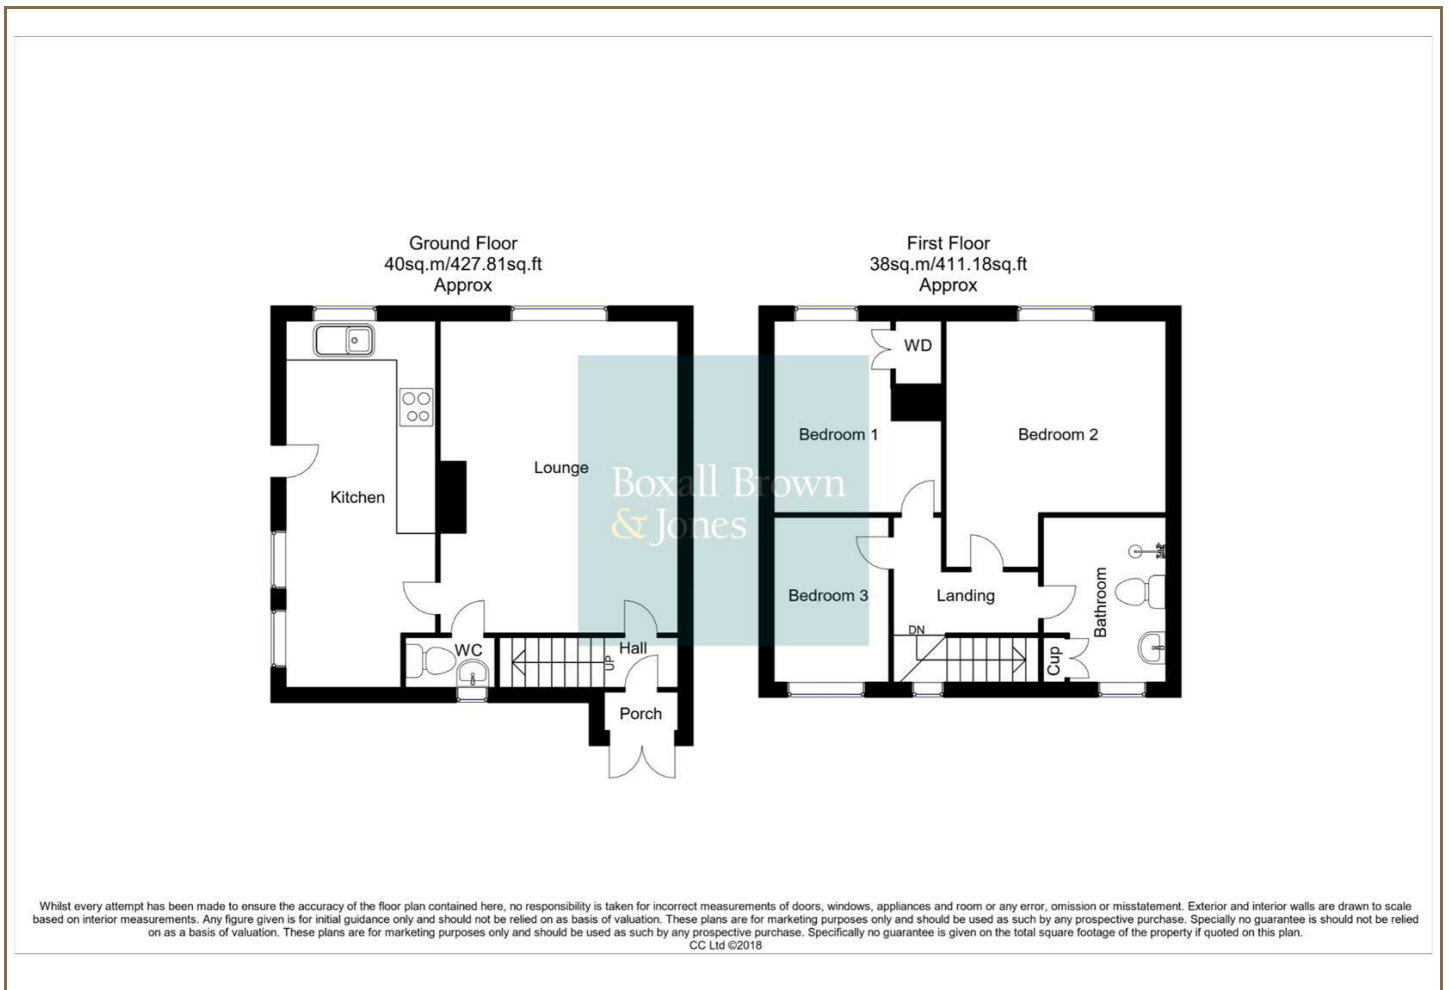 Ground Floor
40sq.m/427.81sq.ft
Approx
First Floor
38sq.m/411.18sq.ft
Approx
WD
Bedroom 1
Bedroom 2
Lounge
Kitchen
Boxall Brown
& Jones
Bedroom 3
Landing
Bathroom
DN
WC
UP
Hall
Cup
Porch
Whilst every attempt has been made to ensure the accuracy of the floor plan contained here, no responsibility is taken for incorrect measurements of doors, windows, appliances and room or any error, omission or misstatement. Exterior and interior walls are drawn to scale
based on interior measurements. Any figure given is for initial guidance only and should not be relied on as basis of valuation. These plans are for marketing purposes only and should be used as such by any prospective purchase. Specially no guarantee is should not be relied
on as a basis of valuation. These plans are for marketing purposes only and should be used as such by any prospective purchase. Specifically no guarantee is given on the total square footage of the property if quoted on this plan.
CC Ltd ©2018